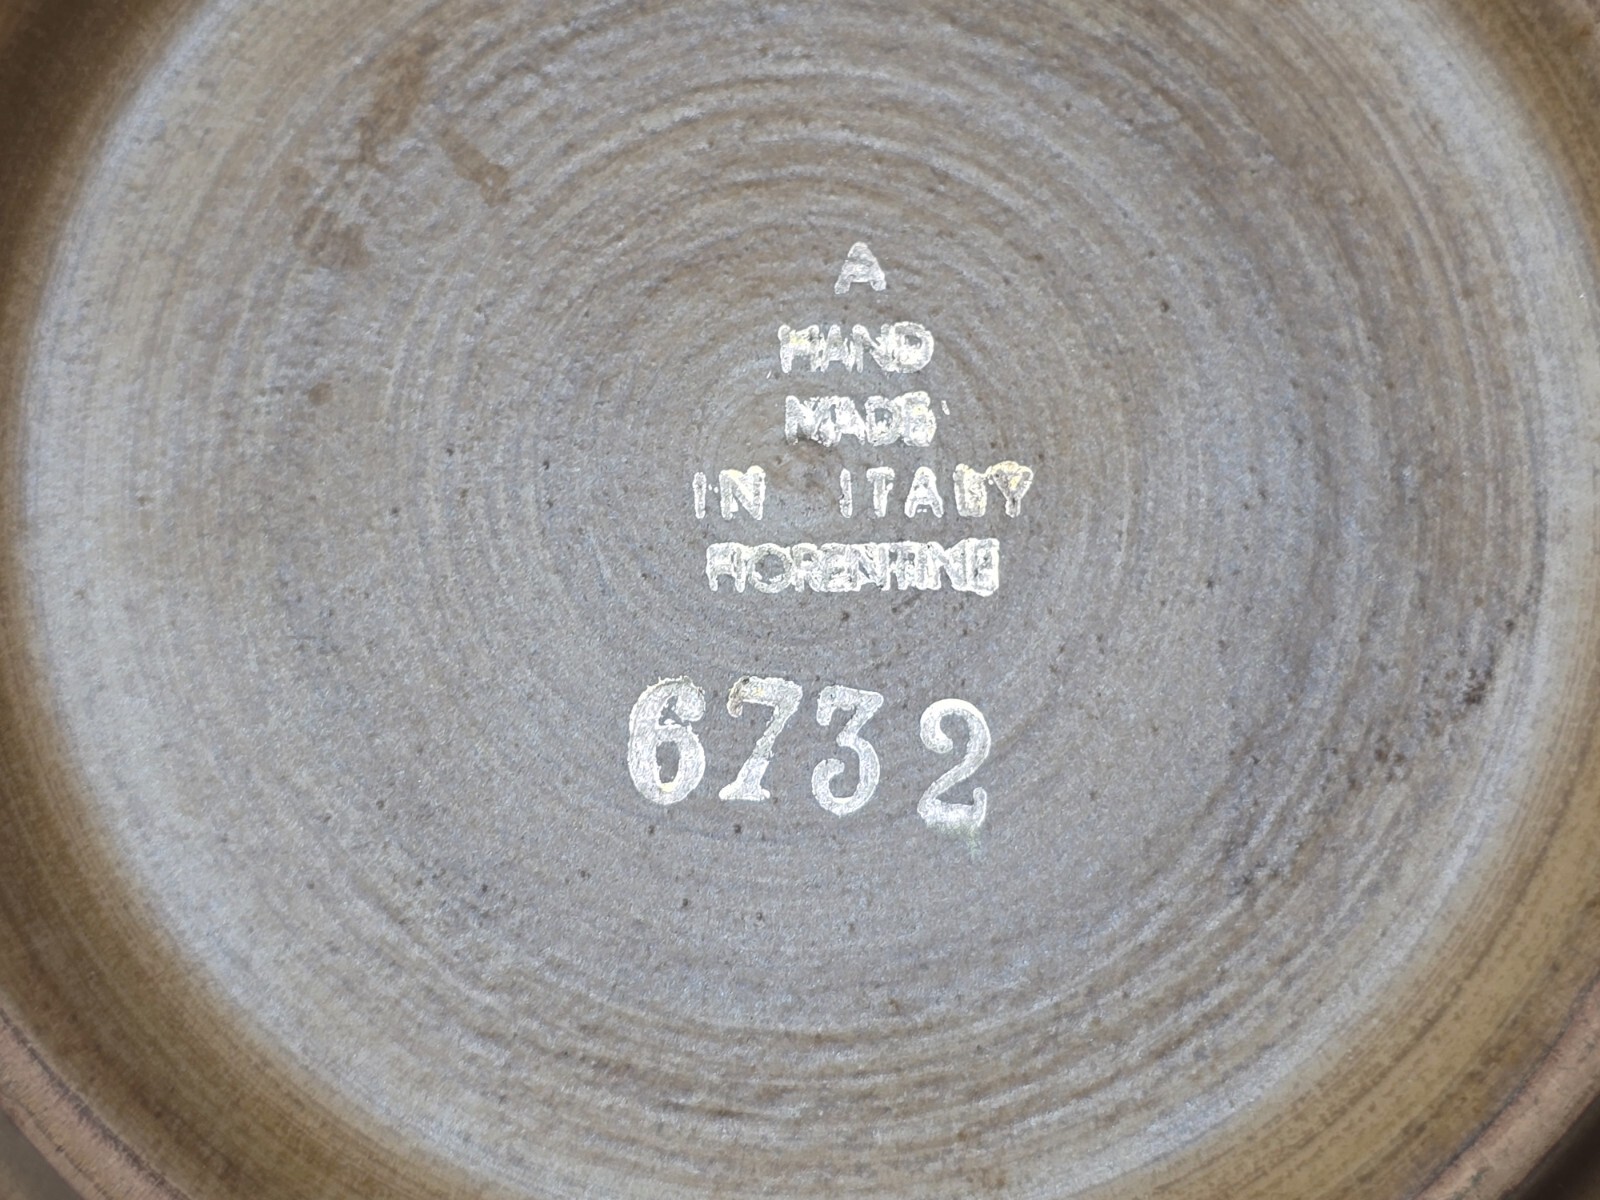 A
HAND
MADE
IN ITALY
FIORENTINE
6732